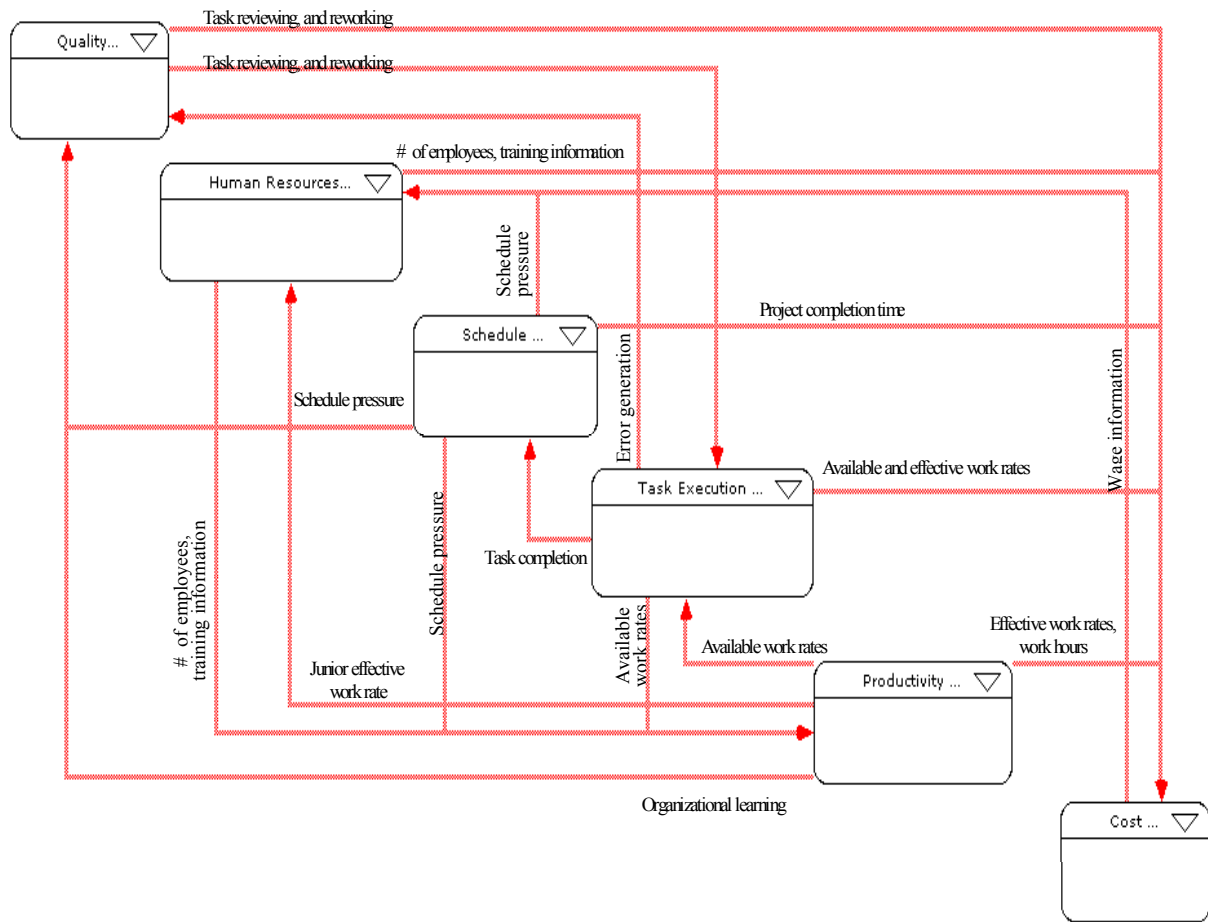 Task reviewing, and reworking
Quality...
Task reviewing, and reworking
# of employees, training information
Human Resources...
Schedule
pressure
Project completion time
Schedule ...
Error generation
Wage information
Schedule pressure
Available and effective work rates
Task Execution ...
Schedule pressure
Task completion
# of employees,
training information
Available
work rates
Available work rates
Effective work rates,
work hours
Junior effective
work rate
Productivity ...
Organizational learning
Cost ...